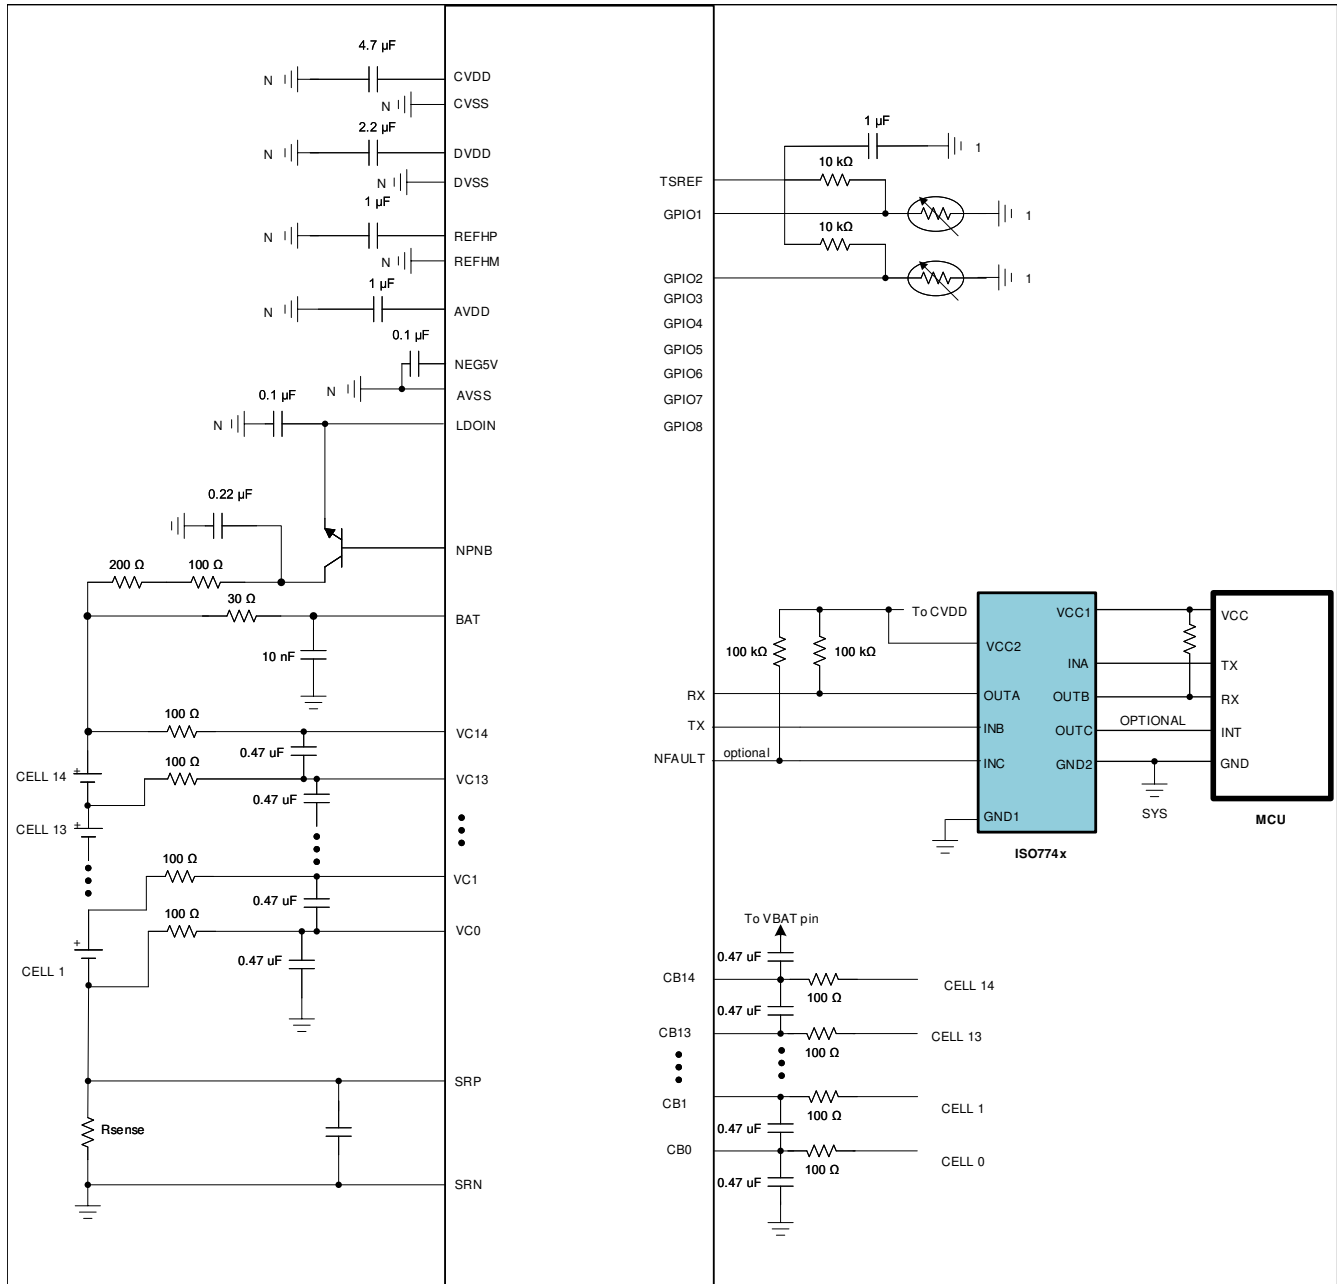 4.7 µF
N
CVDD
N
CVSS
2.2 µF
N
DVDD
N
DVSS
1 µF
N
REFHP
N
REFHM
1 µF
N
AVDD
0.1 µF
NEG5V
N
AVSS
0.1 µF
N
LDOIN
0.22 µF
NPNB
200 Ω
100 Ω
30 Ω
BAT
10 nF
100 Ω
VC14
0.47 uF
CELL 14
+
100 Ω
VC13
0.47 uF
CELL 13
+
100 Ω
VC1
0.47 uF
100 Ω
VC0
+
0.47 uF
CELL 1
SRP
Rsense
SRN
1 µF
1
10 kΩ
TSREF
GPIO1
1
10 kΩ
GPIO2
1
GPIO3
GPIO4
GPIO5
GPIO6
GPIO7
GPIO8
To CVDD
100 kΩ
100 kΩ
RX
TX
NFAULT
optional
VCC1
VCC2
INA
OUTA
OUTB
INB
OUTC
INC
GND2
GND1
ISO774x
OPTIONAL
SYS
VCC
TX
RX
INT
GND
MCU
To VBAT pin
0.47 uF
CB14
100 Ω
CELL 14
0.47 uF
CB13
100 Ω
CELL 13
CB1
100 Ω
CELL 1
0.47 uF
CB0
100 Ω
CELL 0
0.47 uF